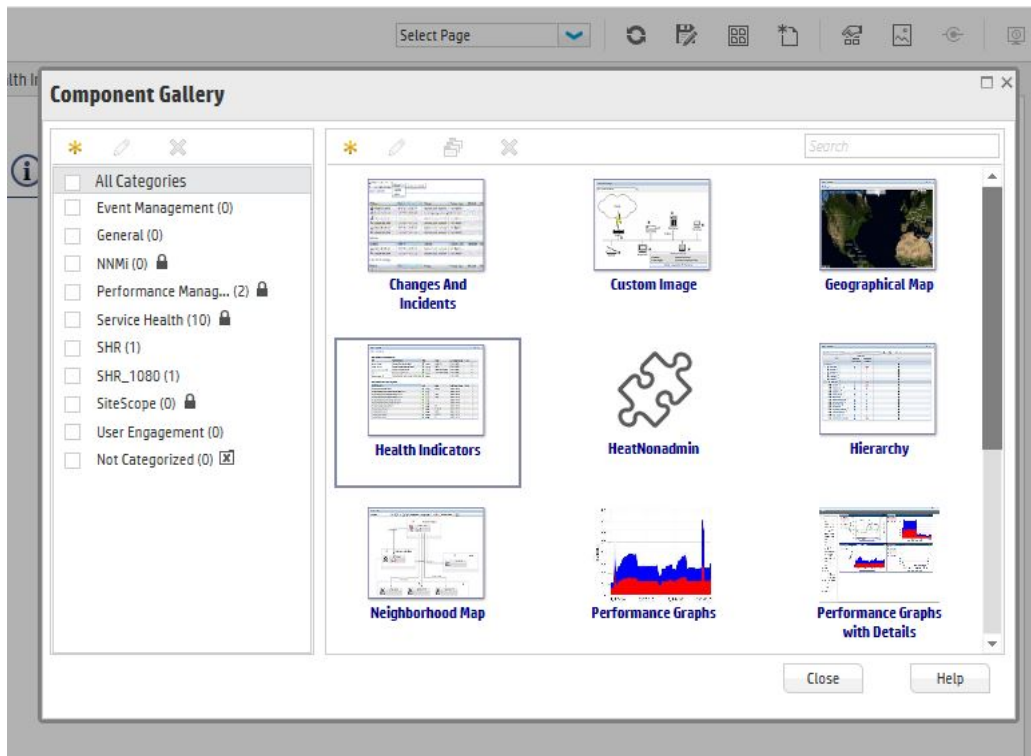 Select Page
lth In
Component Gallery
Search
All Categories
Event Management (0)
General (0)
NNMi (0)
Performance Manag... (2)
Service Health (10)
SHR (1)
SHR_1080 (1)
SiteScope (0)
User Engagement (0)
Not Categorized (0)
Changes And
Incidents
Custom Image
Geographical Map
Health Indicators
HeatNonadmin
Hierarchy
Neighborhood Map
Performance Graphs
Performance Graphs
with Details
Close
Help